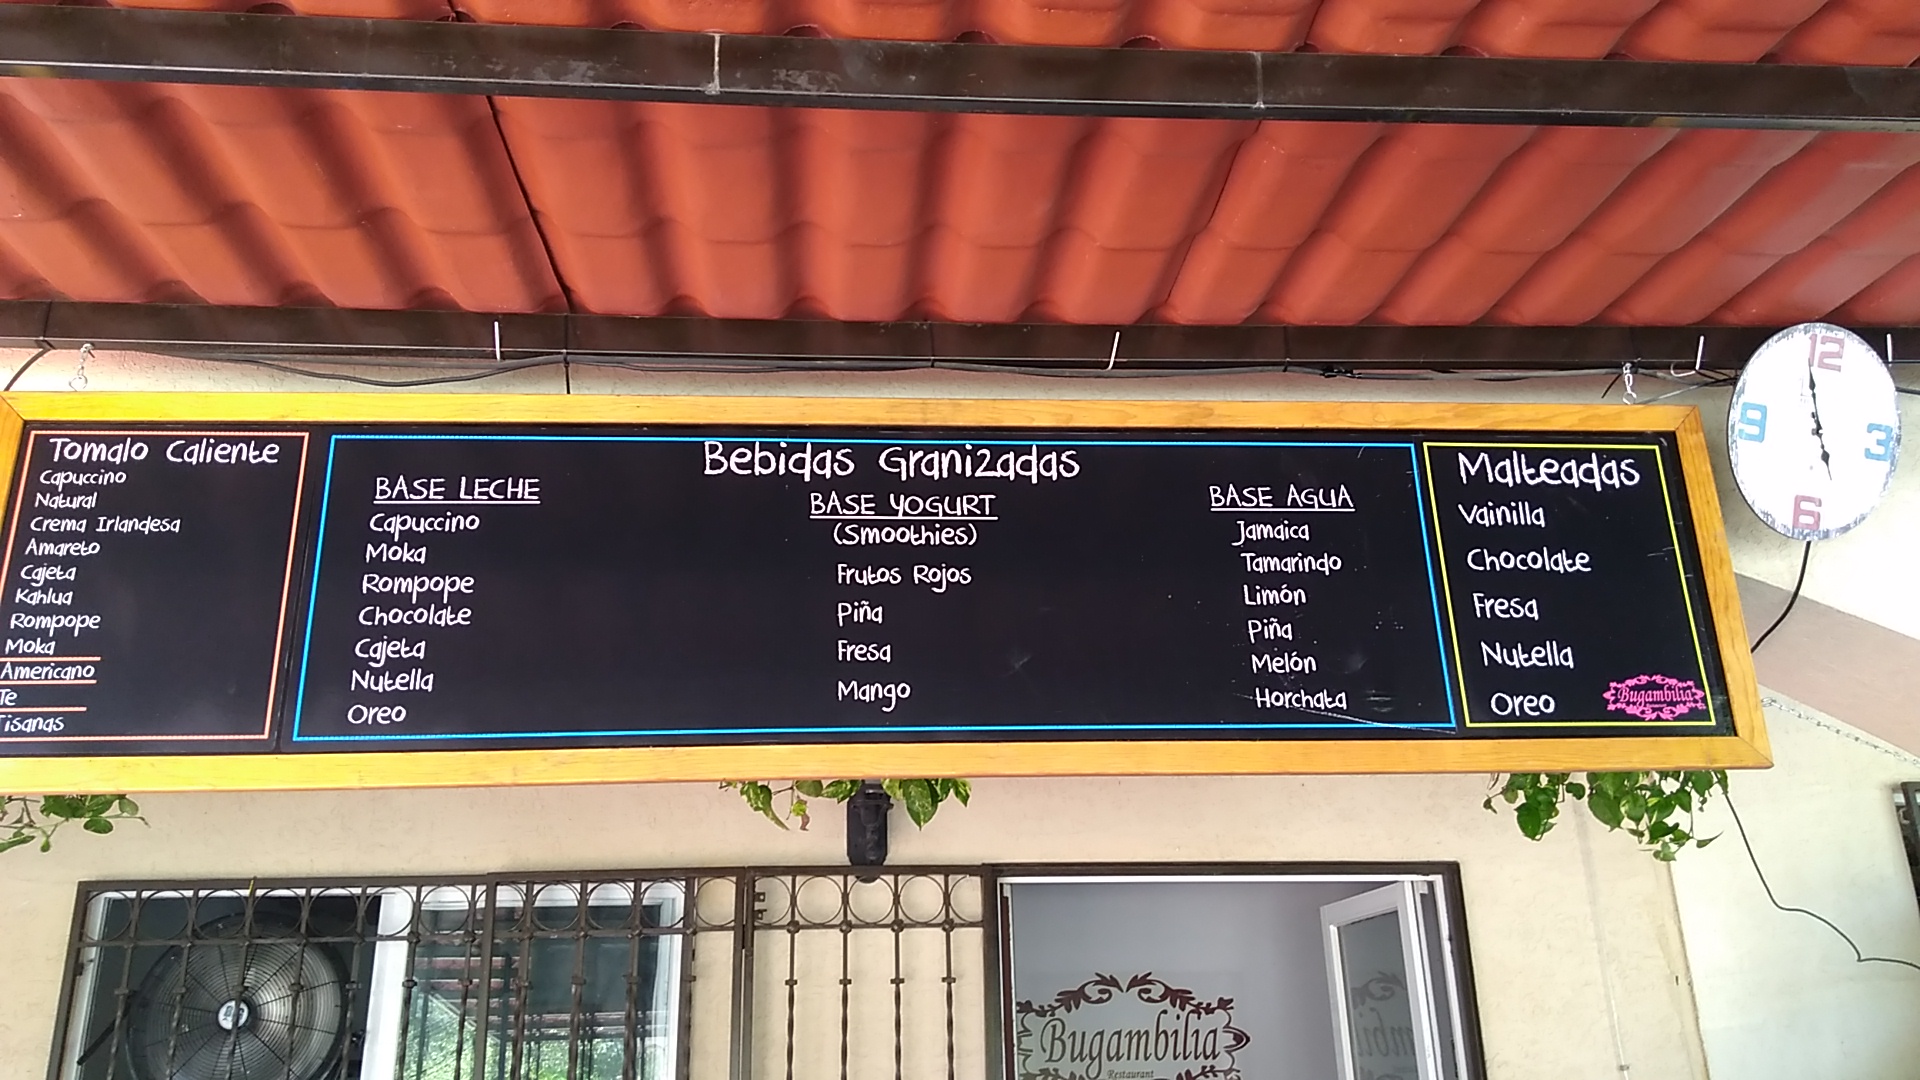 Tomalo Caliente
Capuccino
Natural
Crema Irlandesa
Amareto
Cajeta
Kahlua
Rompope
Moka
Americano
Te
Tisanas
Bebidas Granizadas
BASE LECHE
Capuccino
Moka
Rompope
Chocolate
Cajeta
Nutella
Oreo
BASE YOGURT
(Smoothies)
Frutos Rojos
Piña
Fresa
Mango
BASE AGUA
Jamaica
Tamarindo
Limón
Piña
Melón
Horchata
Malteadas
Vainilla
Chocolate
Fresa
Nutella
Oreo
Bugambilia
12
9
3
6
Bugambilia
Restaurant